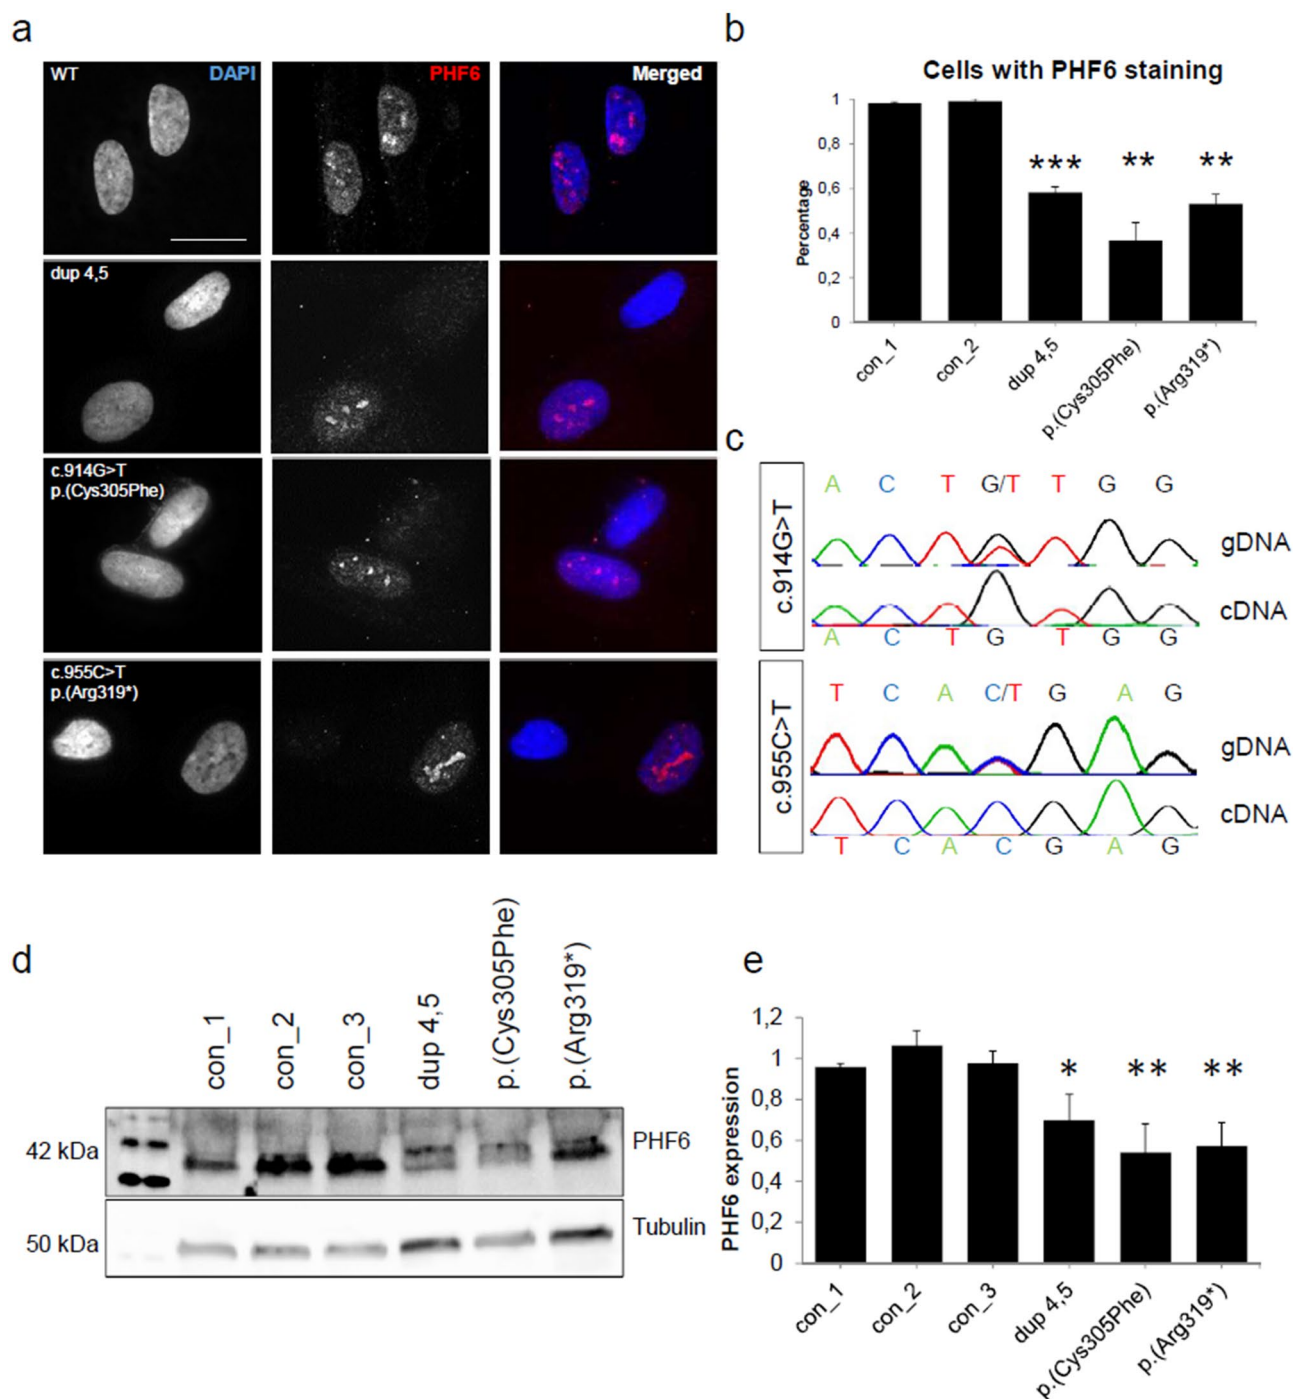 a
WT
DAPI
PHF6
Merged
dup 4,5
c.914G>T
p.(Cys305Phe)
c.955C>T
p.(Arg319*)
b
Cells with PHF6 staining
Percentage
1
0,8
0,6
0,4
0,2
0
***
**
**
con_1
con_2
dup 4,5
p.(Cys305Phe)
p.(Arg319*)
c
c.914G>T
A C T G/T T G G
gDNA
cDNA
A C T G T G G
c.955C>T
T C A C/T G A G
gDNA
cDNA
T C A C G A G
d
con_1
con_2
con_3
dup 4,5
p.(Cys305Phe)
p.(Arg319*)
42 kDa
PHF6
50 kDa
Tubulin
e
PHF6 expression
1,2
1
0,8
0,6
0,4
0,2
0
*
**
**
con_1
con_2
con_3
dup 4,5
p.(Cys305Phe)
p.(Arg319*)